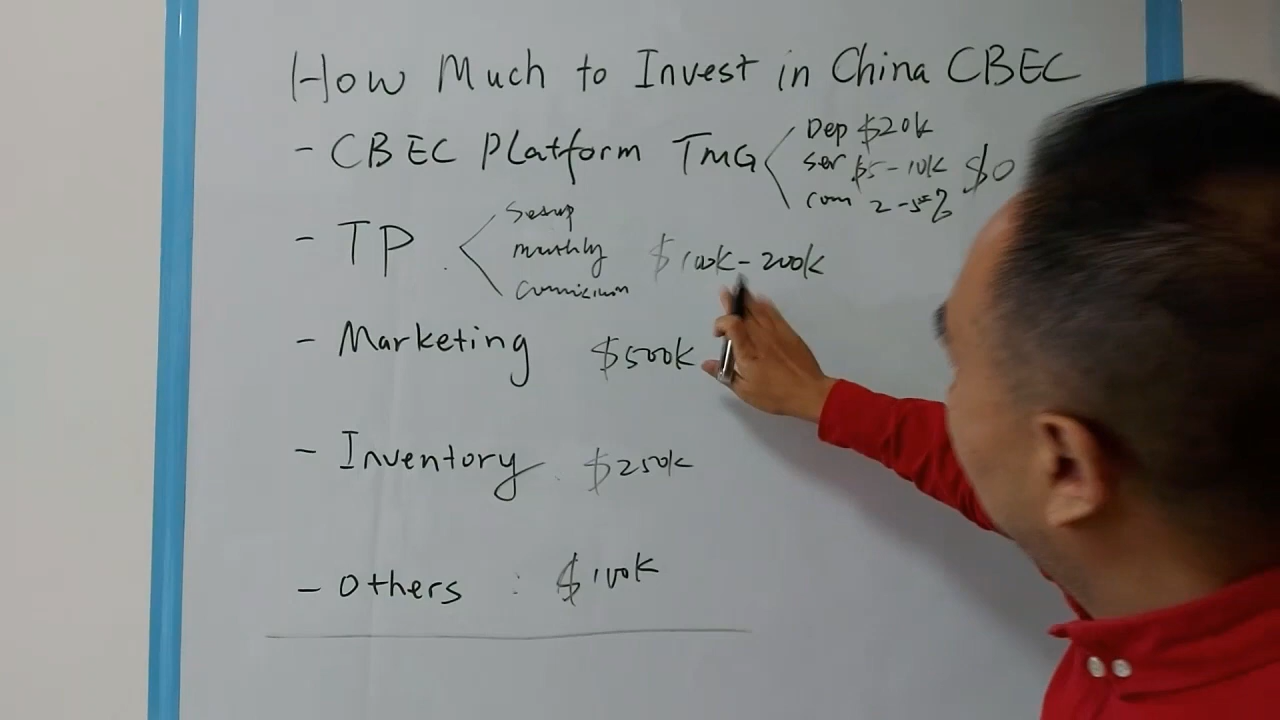 How Much to Invest in China CBEC
- CBEC Platform TMG
Dep $20k
ser $5-10k $0
com 2-5%
- TP
Setup
monthly
$100k-200k
- Marketing $500k
- Inventory $250k
- Others : $100k